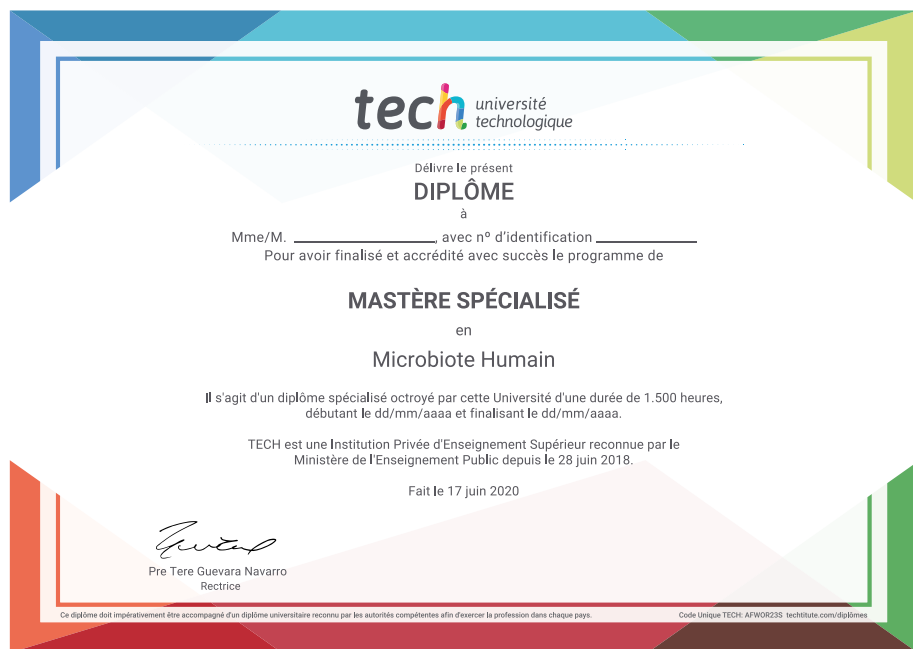 tech université
technologique
Délivre le présent
DIPLÔME
à
Mme/M. ________________, avec nº d'identification ____________
Pour avoir finalisé et accrédité avec succès le programme de
MASTÈRE SPÉCIALISÉ
en
Microbiote Humain
Il s'agit d'un diplôme spécialisé octroyé par cette Université d'une durée de 1.500 heures,
débutant le dd/mm/aaaa et finalisant le dd/mm/aaaa.
TECH est une Institution Privée d'Enseignement Supérieur reconnue par le
Ministère de l'Enseignement Public depuis le 28 juin 2018.
Fait le 17 juin 2020
Pre Tere Guevara Navarro
Rectrice
Ce diplôme doit impérativement être accompagné d'un diplôme universitaire reconnu par les autorités compétentes afin d'exercer la profession dans chaque pays.
Code Unique TECH: AFWOR23S techtitute.com/diplômes